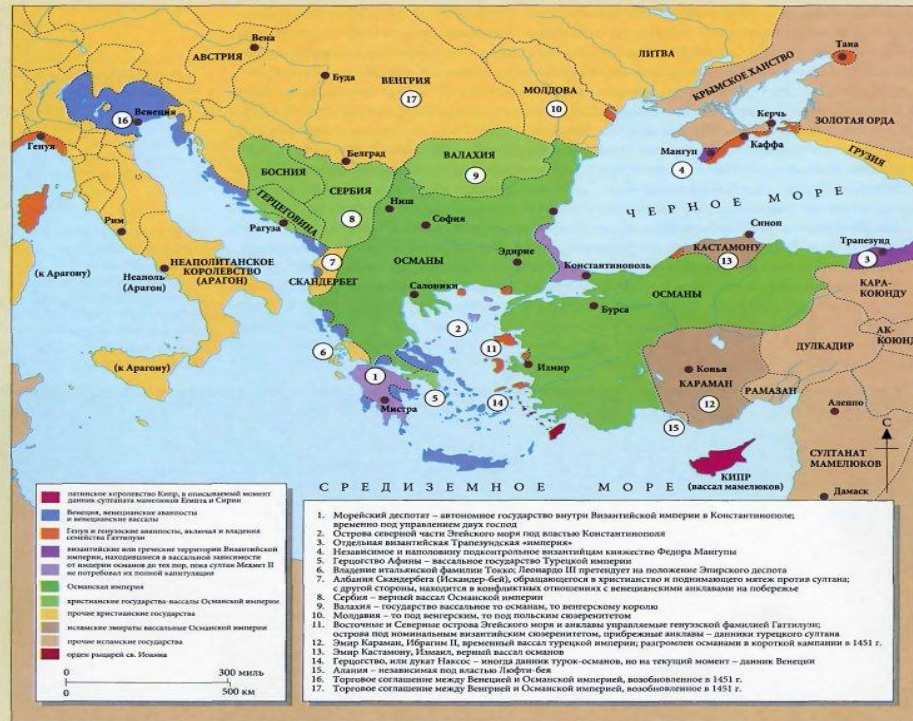 АВСТРИЯ
Вена
Буда
ВЕНГРИЯ
17
МОЛДОВА
10
ЛИТВА
Тана
КРЫМСКОЕ ХАНСТВО
ЗОЛОТАЯ ОРДА
Керчь
Каффа
Мангуп
4
ГРУЗИЯ
16
Венеция
Генуя
Белград
БОСНИЯ
СЕРБИЯ
8
ГЕРЦЕГОВИНА
Рагуза
ВАЛАХИЯ
9
Ниш
София
ЧЕРНОЕ МОРЕ
Рим
НЕАПОЛИТАНСКОЕ
КОРОЛЕВСТВО
(АРАГОН)
Неаполь
(Арагон)
(к Арагону)
(к Арагону)
7
СКАНДЕРБЕГ
ОСМАНЫ
Эдирне
Салоники
Константинополь
Синоп
КАСТАМОНУ
13
Трапезунд
3
КАРА-
КОЮНДУ
АК-
КОЮНД
ОСМАНЫ
Бурса
ДУЛКАДИР
2
6
11
Измир
1
Мистра
5
14
Конья
КАРАМАН
12
РАМАЗАН
15
Алеппо
С
СУЛТАНАТ
МАМЕЛЮКОВ
Дамаск
КИПР
(вассал мамелюков)
СРЕДИЗЕМНОЕ МОРЕ
латинское королевство Кипр, в описываемый момент
данник султаната мамелюков Египта и Сирии
Венеция, венецианские аванпосты
и венецианские вассалы
Генуя и генуэзские аванпосты, включая и владения
семейства Гаттилузи
византийские или греческие территории Византийской
империи, находившиеся в вассальной зависимости
от империи османов до тех пор, пока султан Мехмет II
не потребовал их полной капитуляции
Османская империя
христианские государства-вассалы Османской империи
прочие христианские государства
исламские эмираты вассальные Османской империи
прочие исламские государства
орден рыцарей св. Иоанна
0 300 миль
0 500 км
1. Морейский деспотат – автономное государство внутри Византийской империи в Константинополе;
временно под управлением двух господ
2. Острова северной части Эгейского моря под властью Константинополя
3. Отдельная византийская Трапезундская «империя»
4. Независимое и наполовину подконтрольное византийцам княжество Федора Мангупы
5. Герцогство Афины – вассальное государство Турецкой империи
6. Владение итальянской фамилии Токко; Леонардо III претендует на положение Эпирского деспота
7. Албания Скандербега (Искандер-бей), обращающегося в христианство и поднимающего мятеж против султана;
с другой стороны, находится в конфликтных отношениях с венецианскими анклавами на побережье
8. Сербия – верный вассал Османской империи
9. Валахия – государство вассальное то османам, то венгерскому королю
10. Молдавия – то под венгерским, то под польским сюзеренитетом
11. Восточные и Северные острова Эгейского моря и анклавы управляемые генуэзской фамилией Гаттилузи;
острова под номинальным византийским сюзеренитетом, прибрежные анклавы – данники турецкого султана
12. Эмир Караман, Ибрагим II, временный вассал турецкой империи; разгромлен османами в короткой кампании в 1451 г.
13. Эмир Кастамону, Измаил, верный вассал османов
14. Герцогство, или дукат Наксос – иногда данник турок-османов, но на текущий момент – данник Венеции
15. Алания – независимая под властью Люфти-бея
16. Торговое соглашение между Венецией и Османской империей, возобновленное в 1451 г.
17. Торговое соглашение между Венгрией и Османской империей, возобновленное в 1451 г.